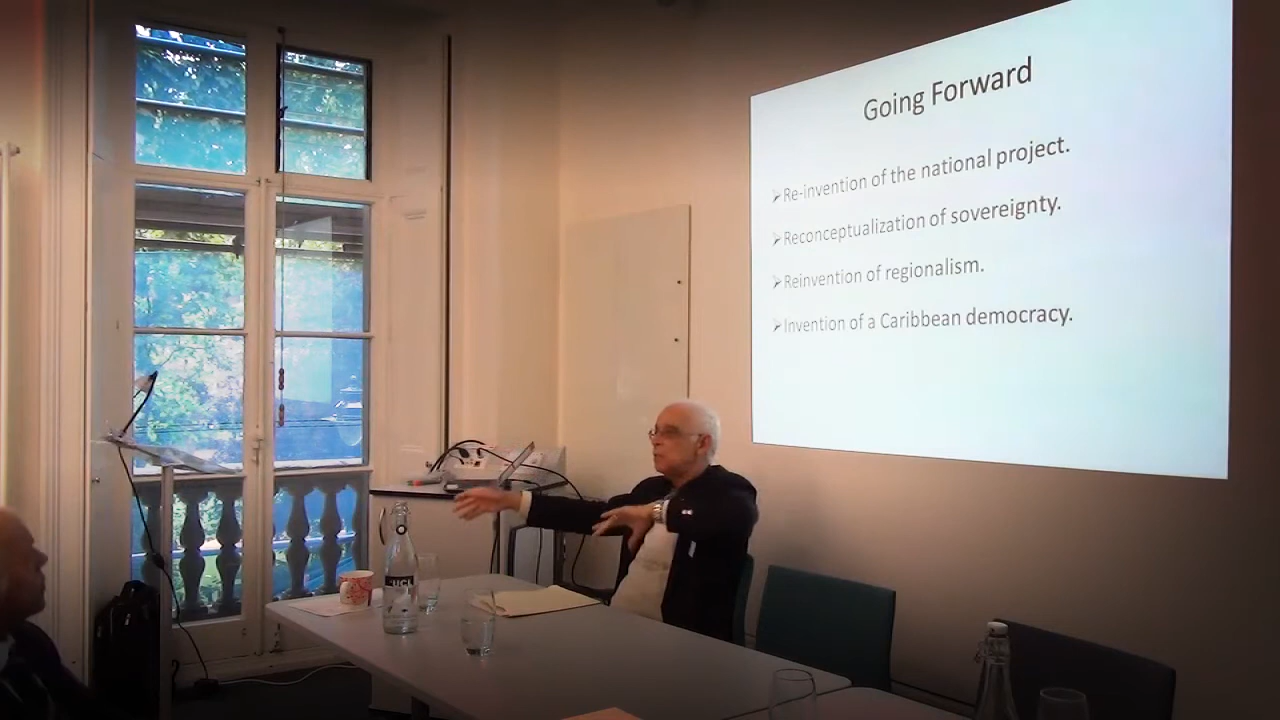 Going Forward
➢Re-invention of the national project.
➢Reconceptualization of sovereignty.
➢Reinvention of regionalism.
➢Invention of a Caribbean democracy.
UCL